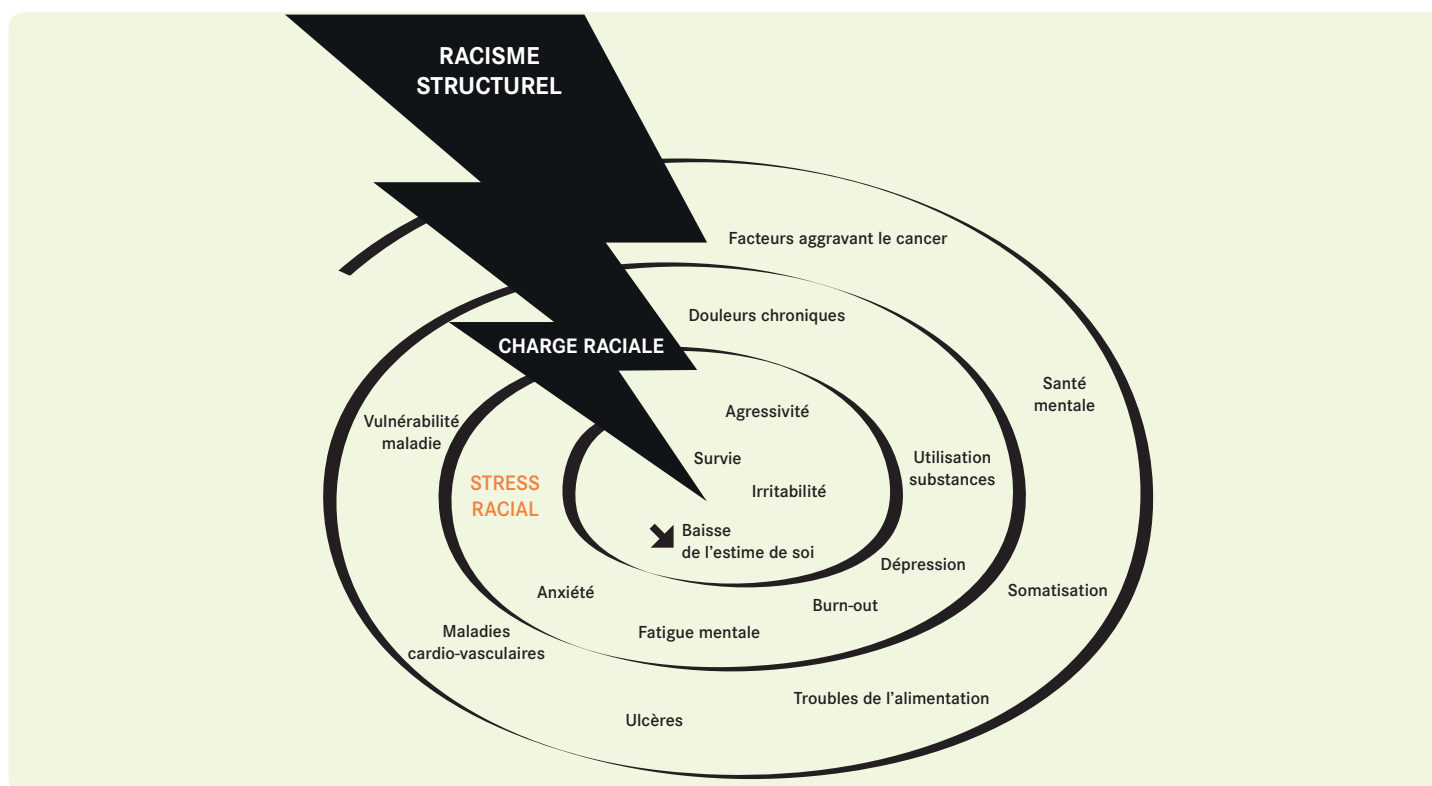 RACISME
STRUCTUREL
Facteurs aggravant le cancer
Douleurs chroniques
CHARGE RACIALE
Santé
mentale
Agressivité
Vulnérabilité
maladie
Survie
Utilisation
substances
STRESS
RACIAL
Irritabilité
Baisse
de l’estime de soi
Dépression
Anxiété
Somatisation
Burn-out
Fatigue mentale
Maladies
cardio-vasculaires
Troubles de l’alimentation
Ulcères